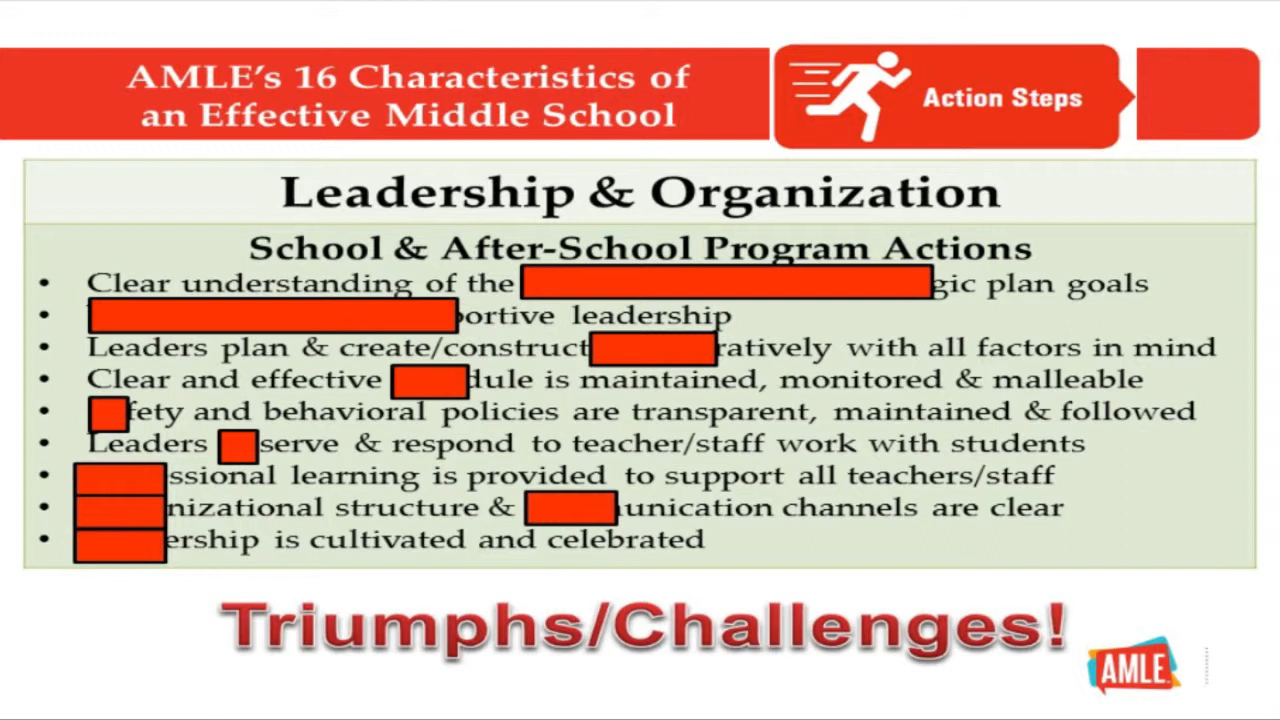 AMLE's 16 Characteristics of
an Effective Middle School
Action Steps
Leadership & Organization
School & After-School Program Actions
• Clear understanding of the gic plan goals
• portive leadership
• Leaders plan & create/construct ratively with all factors in mind
• Clear and effective dule is maintained, monitored & malleable
• fety and behavioral policies are transparent, maintained & followed
• Leaders serve & respond to teacher/staff work with students
• ssional learning is provided to support all teachers/staff
• nizational structure & unication channels are clear
• ership is cultivated and celebrated
Triumphs/Challenges!
AMLE